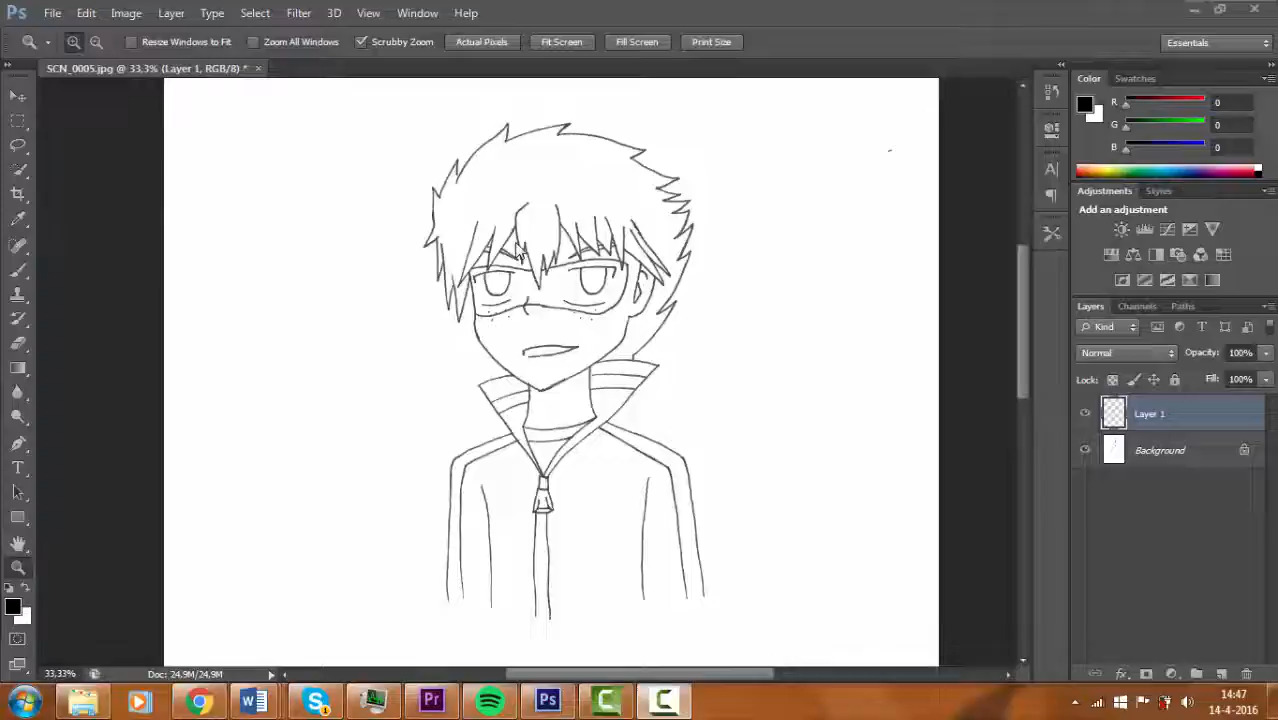 Ps File Edit Image Layer Type Select Filter 3D View Window Help
Resize Windows to Fit Zoom All Windows Scrubby Zoom Actual Pixels Fit Screen Fill Screen Print Size Essentials
SCN_0005.jpg @ 33,3% (Layer 1, RGB/8) * ×
Color Swatches
R 0
G 0
B 0
Adjustments Styles
Add an adjustment
Layers Channels Paths
Kind
Normal Opacity: 100%
Lock: Fill: 100%
Layer 1
Background
33,33% Doc: 24,9M/24,9M
W S 1 Pr Ps C C
14:47
14-4-2016